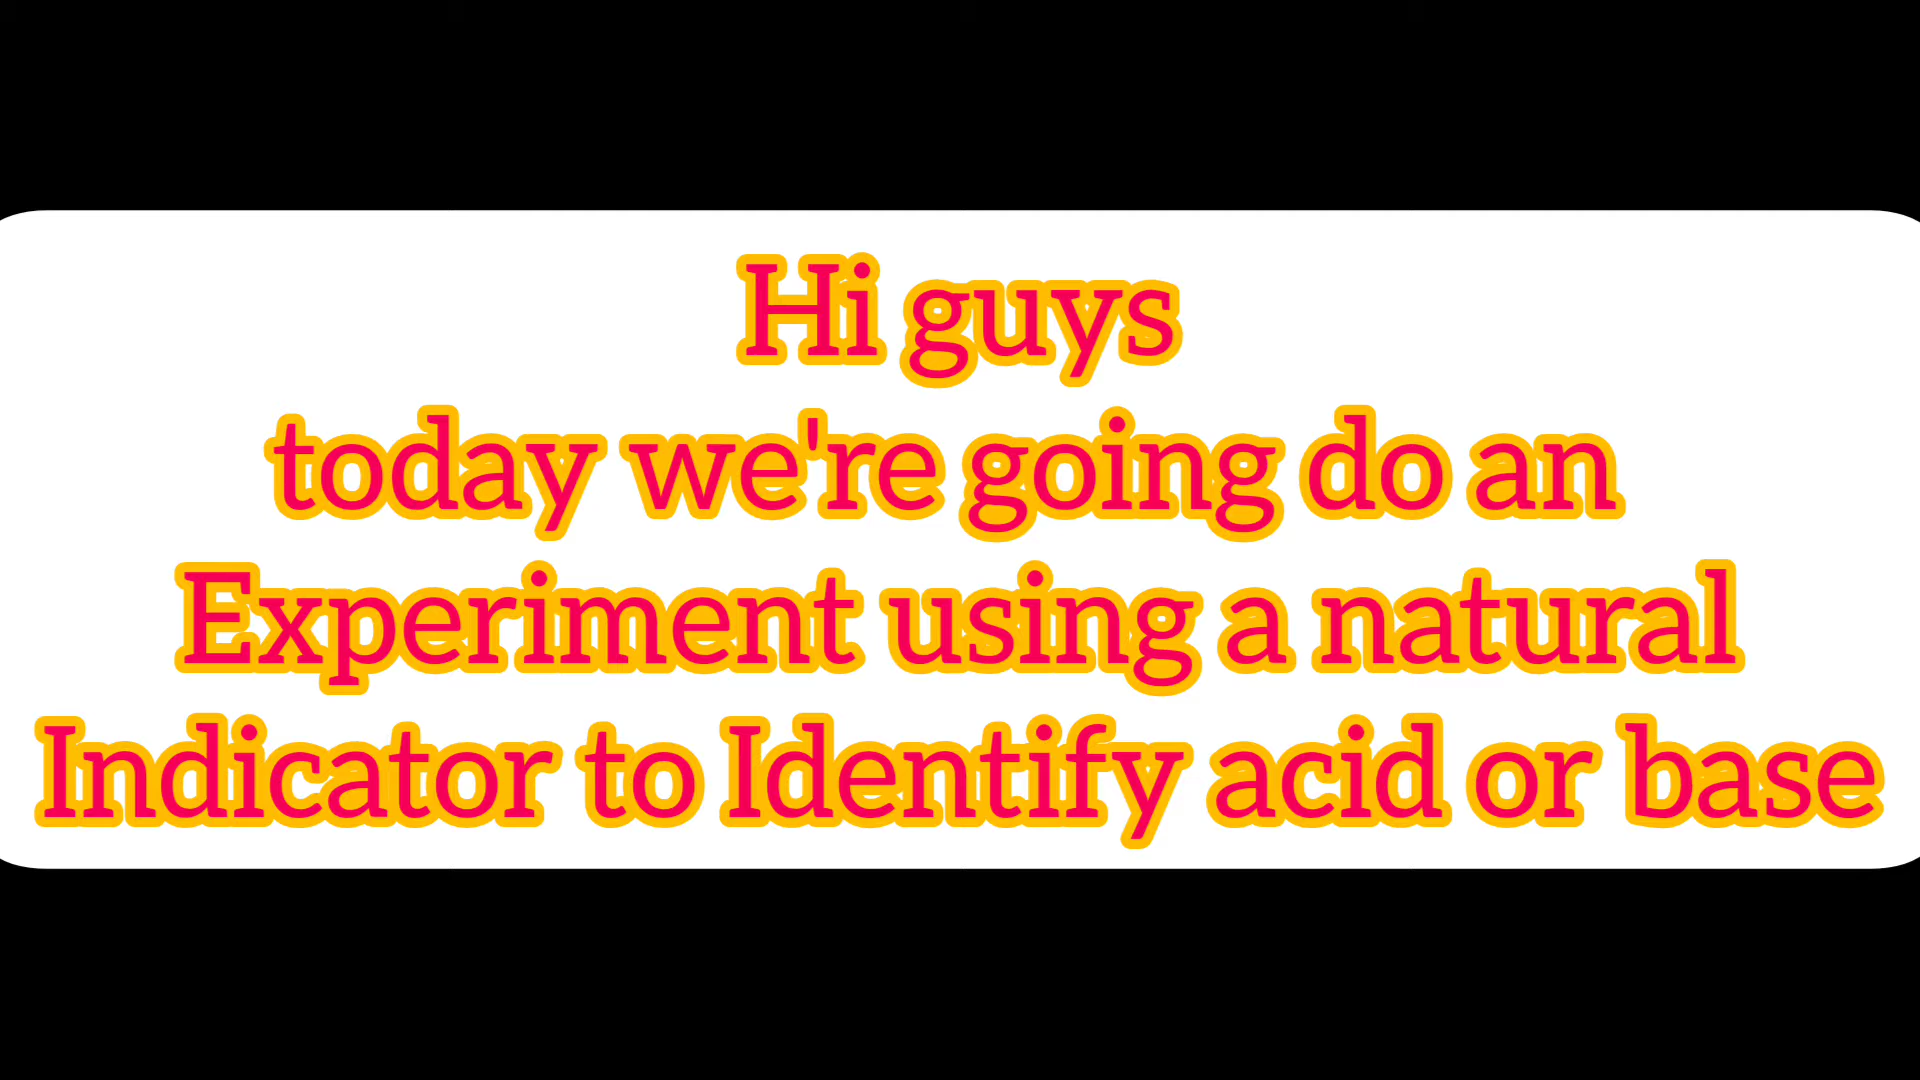 Hi guys
today we're going do an
Experiment using a natural
Indicator to Identify acid or base